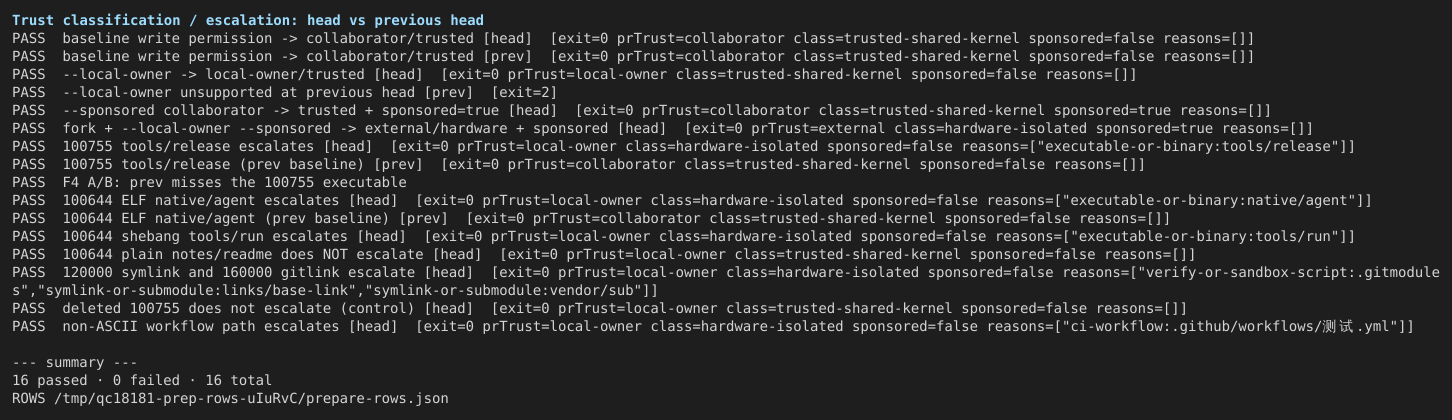 Trust classification / escalation: head vs previous head
PASS  baseline write permission -> collaborator/trusted [head]  [exit=0 prTrust=collaborator class=trusted-shared-kernel sponsored=false reasons=[]]
PASS  baseline write permission -> collaborator/trusted [prev]  [exit=0 prTrust=collaborator class=trusted-shared-kernel sponsored=false reasons=[]]
PASS  --local-owner -> local-owner/trusted [head]  [exit=0 prTrust=local-owner class=trusted-shared-kernel sponsored=false reasons=[]]
PASS  --local-owner unsupported at previous head [prev]  [exit=2]
PASS  --sponsored collaborator -> trusted + sponsored=true [head]  [exit=0 prTrust=collaborator class=trusted-shared-kernel sponsored=true reasons=[]]
PASS  fork + --local-owner --sponsored -> external/hardware + sponsored [head]  [exit=0 prTrust=external class=hardware-isolated sponsored=true reasons=[]]
PASS  100755 tools/release escalates [head]  [exit=0 prTrust=local-owner class=hardware-isolated sponsored=false reasons=["executable-or-binary:tools/release"]]
PASS  100755 tools/release (prev baseline) [prev]  [exit=0 prTrust=collaborator class=trusted-shared-kernel sponsored=false reasons=[]]
PASS  F4 A/B: prev misses the 100755 executable
PASS  100644 ELF native/agent escalates [head]  [exit=0 prTrust=local-owner class=hardware-isolated sponsored=false reasons=["executable-or-binary:native/agent"]]
PASS  100644 ELF native/agent (prev baseline) [prev]  [exit=0 prTrust=collaborator class=trusted-shared-kernel sponsored=false reasons=[]]
PASS  100644 shebang tools/run escalates [head]  [exit=0 prTrust=local-owner class=hardware-isolated sponsored=false reasons=["executable-or-binary:tools/run"]]
PASS  100644 plain notes/readme does NOT escalate [head]  [exit=0 prTrust=local-owner class=trusted-shared-kernel sponsored=false reasons=[]]
PASS  120000 symlink and 160000 gitlink escalate [head]  [exit=0 prTrust=local-owner class=hardware-isolated sponsored=false reasons=["verify-or-sandbox-script:.gitmodule
s","symlink-or-submodule:links/base-link","symlink-or-submodule:vendor/sub"]]
PASS  deleted 100755 does not escalate (control) [head]  [exit=0 prTrust=local-owner class=trusted-shared-kernel sponsored=false reasons=[]]
PASS  non-ASCII workflow path escalates [head]  [exit=0 prTrust=local-owner class=hardware-isolated sponsored=false reasons=["ci-workflow:.github/workflows/测试.yml"]]
--- summary ---
16 passed · 0 failed · 16 total
ROWS /tmp/qc18181-prep-rows-uIuRvC/prepare-rows.json